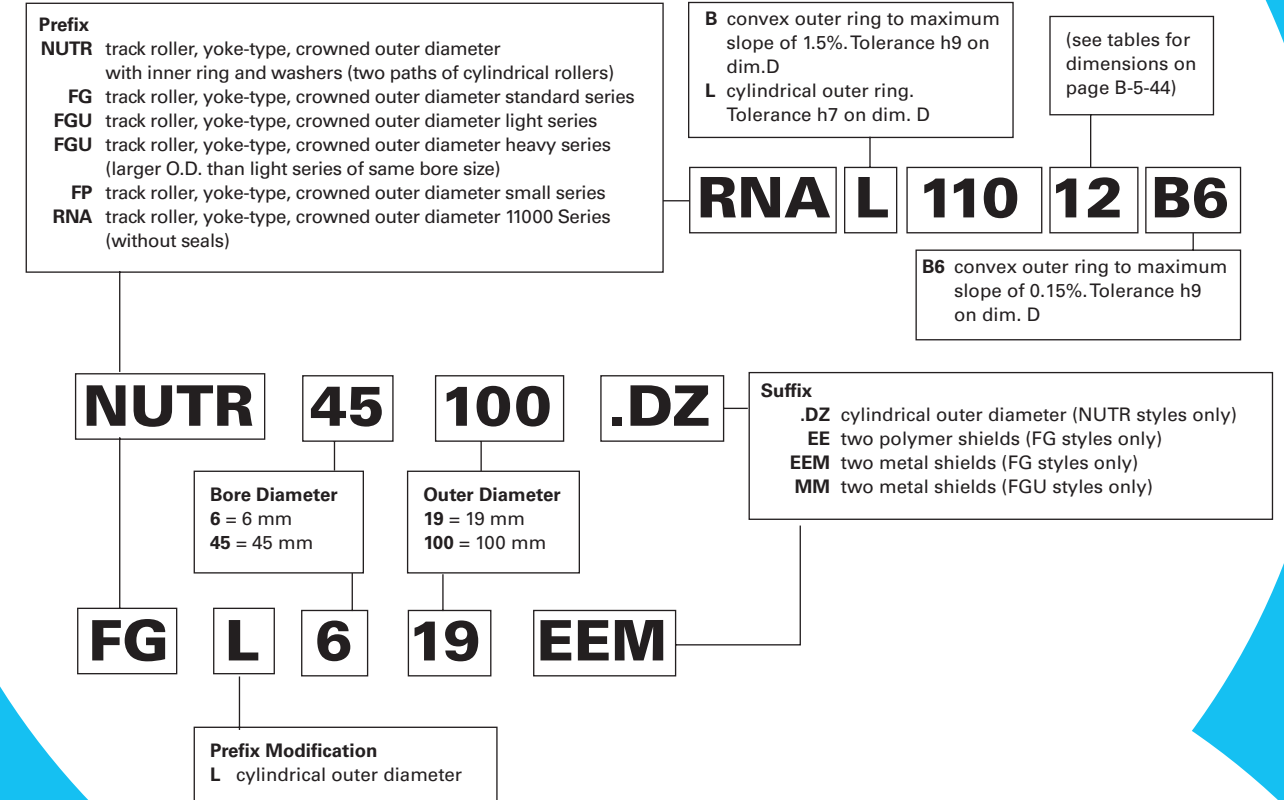 Prefix
NUTR track roller, yoke-type, crowned outer diameter
with inner ring and washers (two paths of cylindrical rollers)
FG track roller, yoke-type, crowned outer diameter standard series
FGU track roller, yoke-type, crowned outer diameter light series
FGU track roller, yoke-type, crowned outer diameter heavy series
(larger O.D. than light series of same bore size)
FP track roller, yoke-type, crowned outer diameter small series
RNA track roller, yoke-type, crowned outer diameter 11000 Series
(without seals)
B convex outer ring to maximum
slope of 1.5%. Tolerance h9 on
dim.D
L cylindrical outer ring.
Tolerance h7 on dim. D
(see tables for
dimensions on
page B-5-44)
RNA L 110 12 B6
B6 convex outer ring to maximum
slope of 0.15%. Tolerance h9
on dim. D
NUTR 45 100 .DZ
Suffix
.DZ cylindrical outer diameter (NUTR styles only)
EE two polymer shields (FG styles only)
EEM two metal shields (FG styles only)
MM two metal shields (FGU styles only)
Bore Diameter
6 = 6 mm
45 = 45 mm
Outer Diameter
19 = 19 mm
100 = 100 mm
FG L 6 19 EEM
Prefix Modification
L cylindrical outer diameter